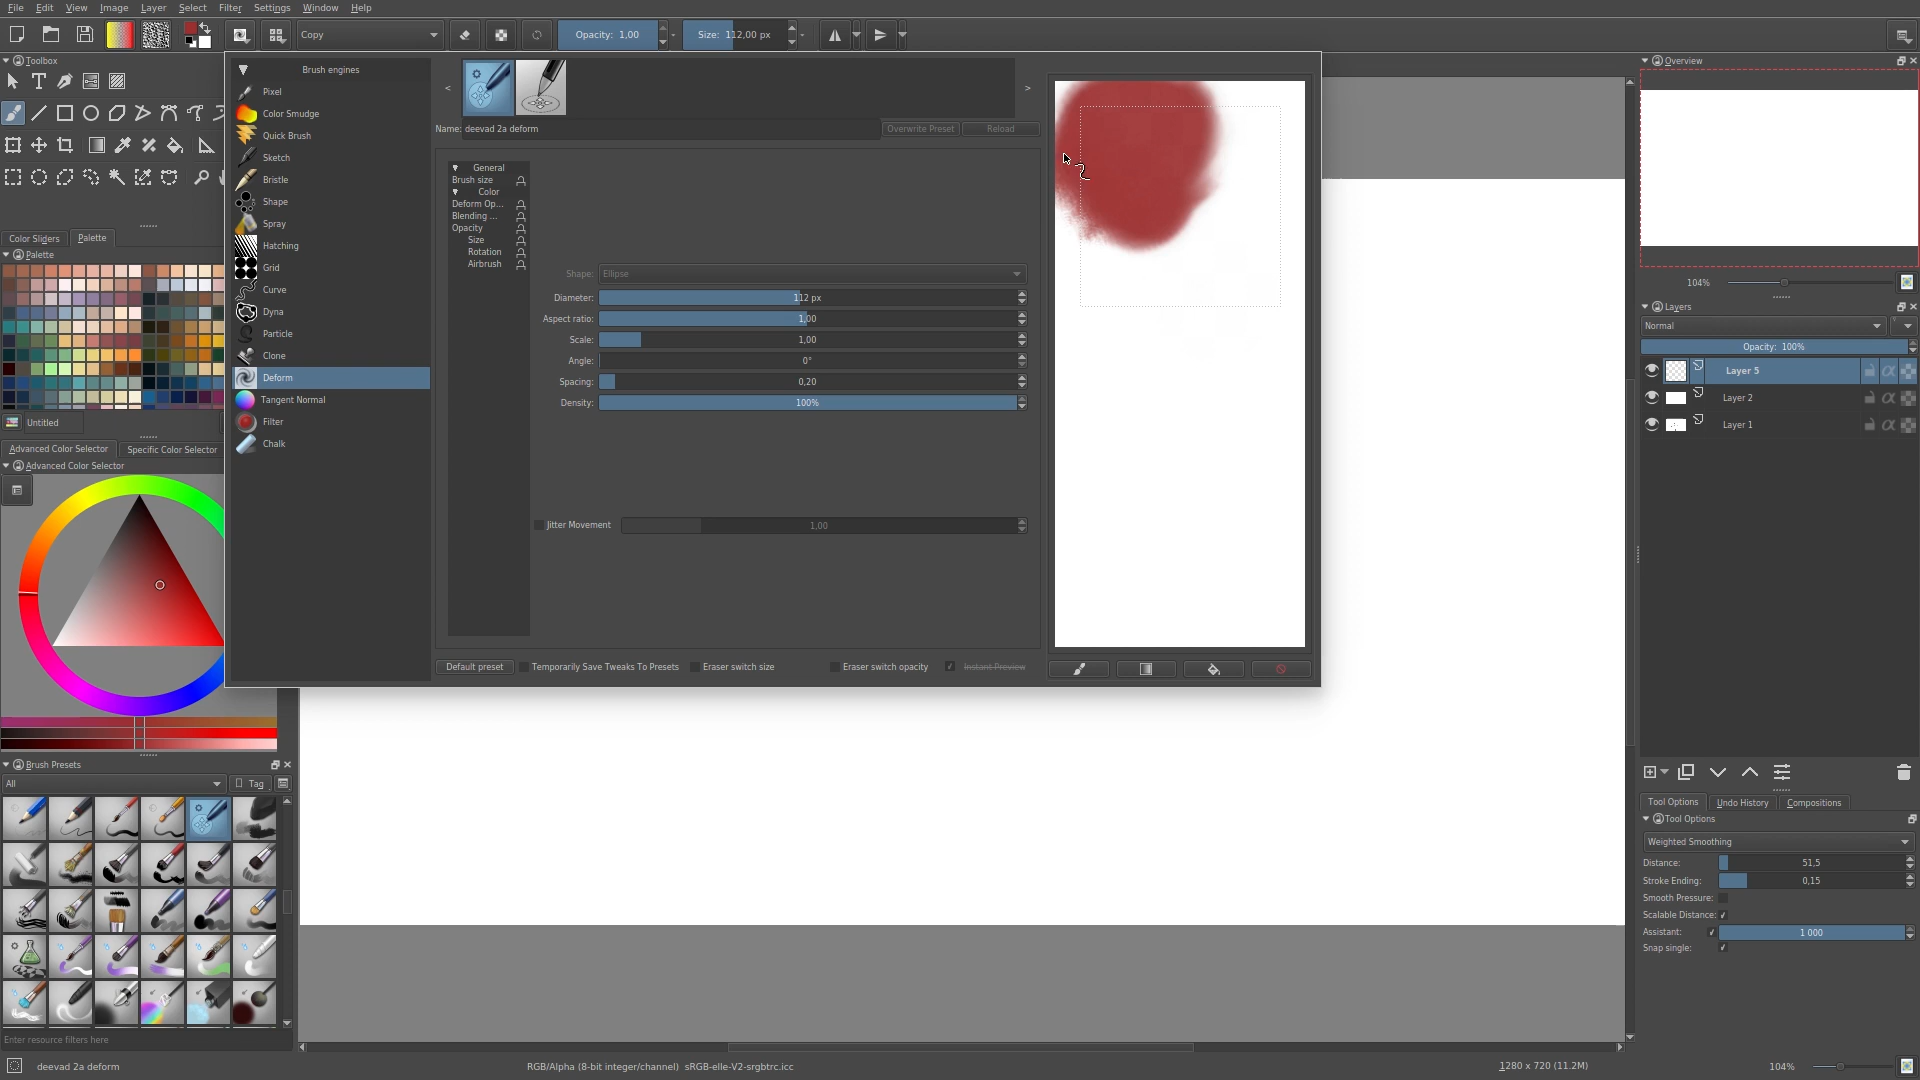 File Edit View Image Layer Select Filter Settings Window Help
Copy Opacity: 1,00 Size: 112,00 px
Toolbox
Color Sliders Palette
Palette
Untitled
Advanced Color Selector Specific Color Selector
Advanced Color Selector
Brush Presets
All Tag
Enter resource filters here
Brush engines
Pixel
Color Smudge
Quick Brush
Sketch
Bristle
Shape
Spray
Hatching
Grid
Curve
Dyna
Particle
Clone
Deform
Tangent Normal
Filter
Chalk
< >
Name: deevad 2a deform Overwrite Preset Reload
General
Brush size
Color
Deform Op...
Blending ...
Opacity
Size
Rotation
Airbrush
Shape: Ellipse
Diameter: 112 px
Aspect ratio: 1,00
Scale: 1,00
Angle: 0°
Spacing: 0,20
Density: 100%
Jitter Movement 1,00
Default preset Temporarily Save Tweaks To Presets Eraser switch size Eraser switch opacity Instant Preview
Overview
104%
Layers
Normal
Opacity: 100%
Layer 5
Layer 2
Layer 1
Tool Options Undo History Compositions
Tool Options
Weighted Smoothing
Distance: 51,5
Stroke Ending: 0,15
Smooth Pressure:
Scalable Distance:
Assistant: 1 000
Snap single:
deevad 2a deform RGB/Alpha (8-bit integer/channel) sRGB-elle-V2-srgbtrc.icc 1280 x 720 (11.2M) 104%